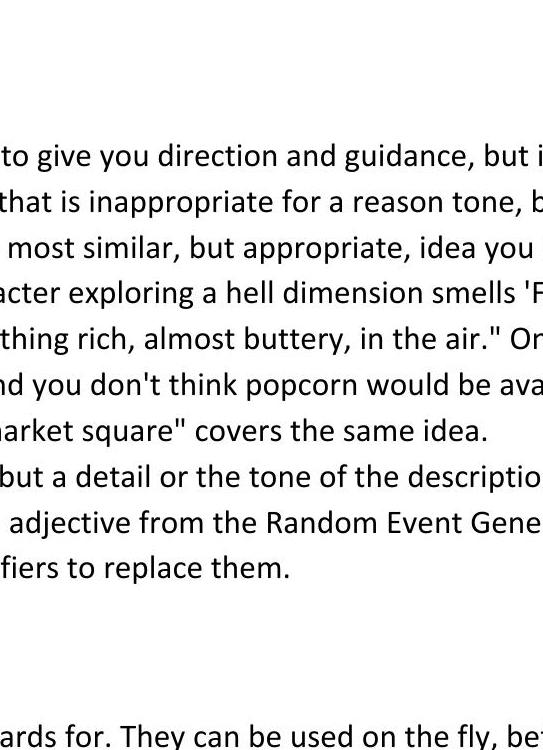 to give you direction and guidance, but i
that is inappropriate for a reason tone, b
most similar, but appropriate, idea you
acter exploring a hell dimension smells 'F
thing rich, almost buttery, in the air." On
nd you don't think popcorn would be ava
arket square" covers the same idea.
but a detail or the tone of the descriptio
adjective from the Random Event Gene
fiers to replace them.
ards for. They can be used on the fly, bef